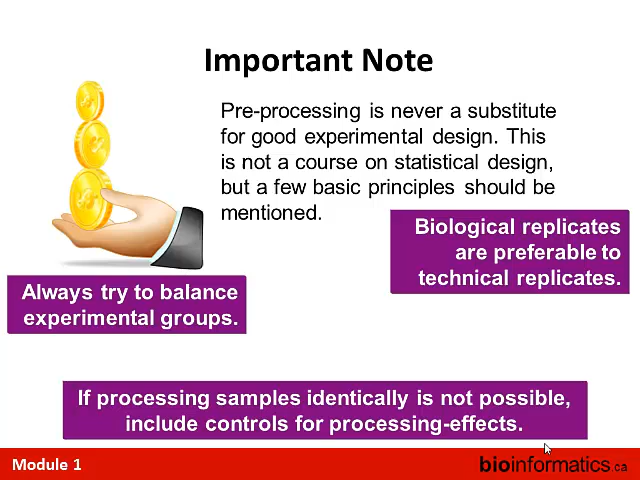 Important Note
Pre-processing is never a substitute
for good experimental design. This
is not a course on statistical design,
but a few basic principles should be
mentioned.
Biological replicates
are preferable to
technical replicates.
Always try to balance
experimental groups.
If processing samples identically is not possible,
include controls for processing-effects.
Module 1
bioinformatics.ca